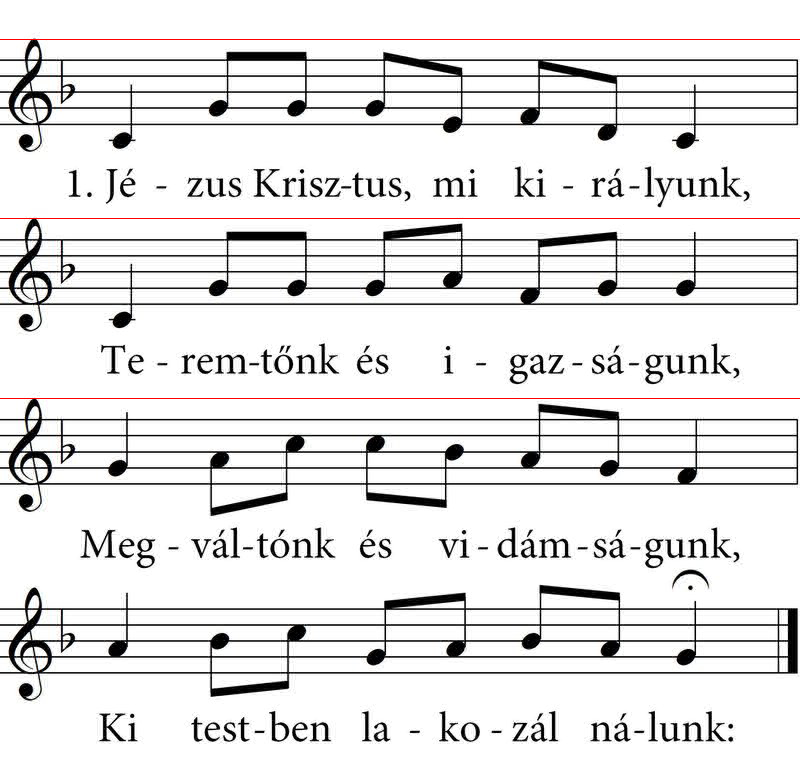 1. Jé - zus Krisz-tus, mi ki - rá-lyunk,
Te - rem-tőnk és i - gaz-sá-gunk,
Meg - vál-tónk és vi-dám-sá-gunk,
Ki test-ben la - ko - zál ná-lunk: